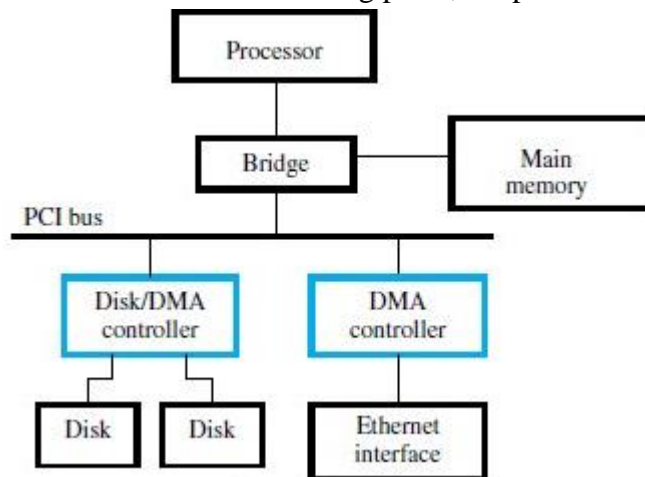 Processor
Bridge
Main
memory
PCI bus
Disk/DMA
controller
DMA
controller
Disk
Disk
Ethernet
interface